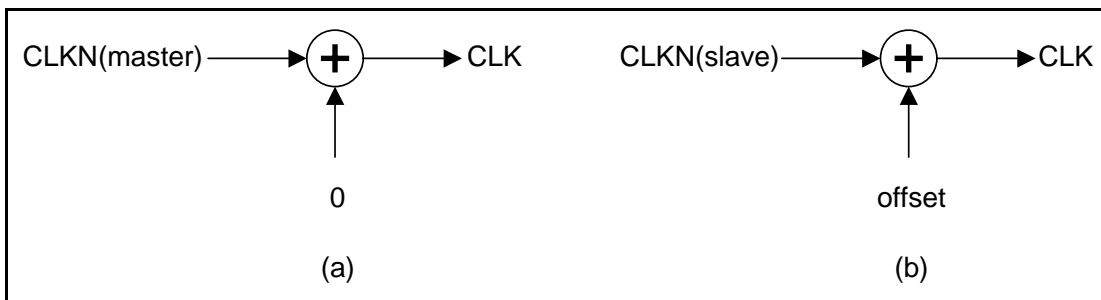 CLKN(master) + CLK
0
(a)
CLKN(slave) + CLK
offset
(b)